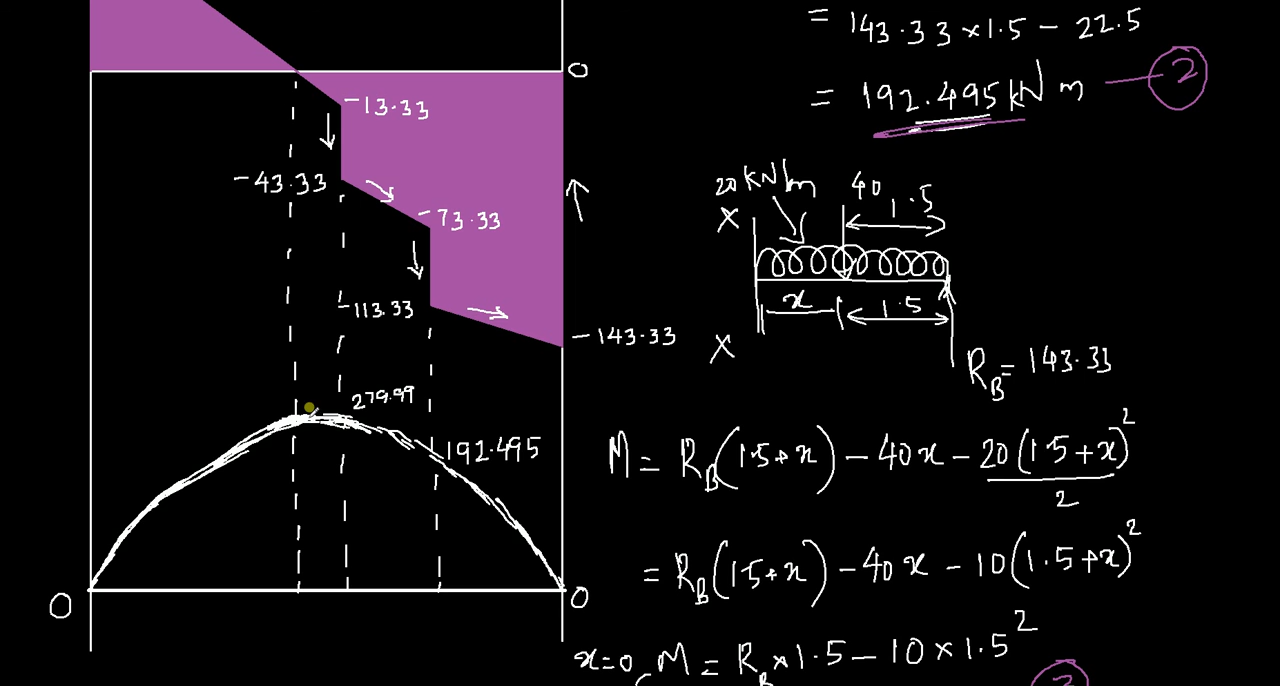 0
-13.33
-43.33
-73.33
-113.33
-143.33
279.99
192.495
0
0
= 143.33×1.5 - 22.5
= 192.495 kN m — 2
20 kN/m
40
1.5
X
x
1.5
X
R_B = 143.33
M = R_B(1.5+x) - 40x - 20(1.5+x)²/2
= R_B(1.5+x) - 40x - 10(1.5+x)²
x=0, M = R_B×1.5 - 10×1.5²